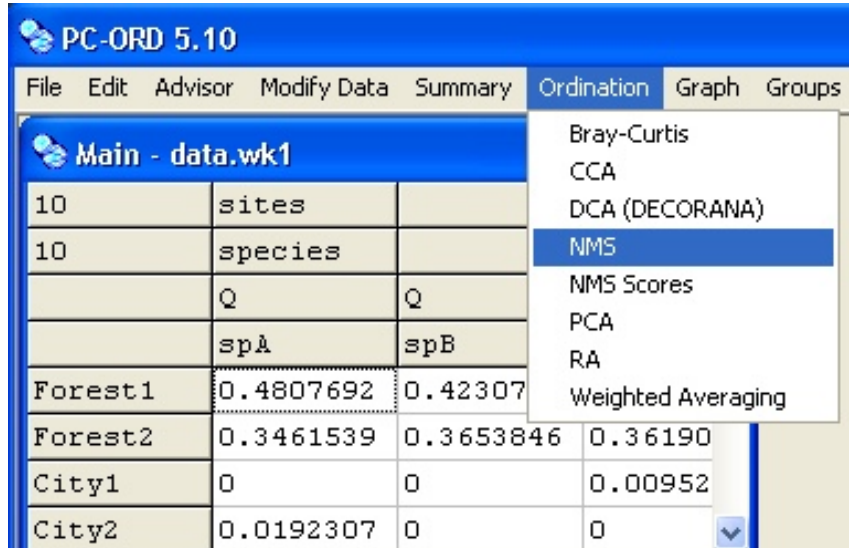 PC-ORD 5.10
File Edit Advisor Modify Data Summary Ordination Graph Groups
Main - data.wk1
Bray-Curtis
CCA
DCA (DECORANA)
NMS
NMS Scores
PCA
RA
Weighted Averaging
10 sites
10 species
Q Q
spA spB
Forest1 0.4807692 0.42307
Forest2 0.3461539 0.3653846 0.36190
City1 0 0 0.00952
City2 0.0192307 0 0